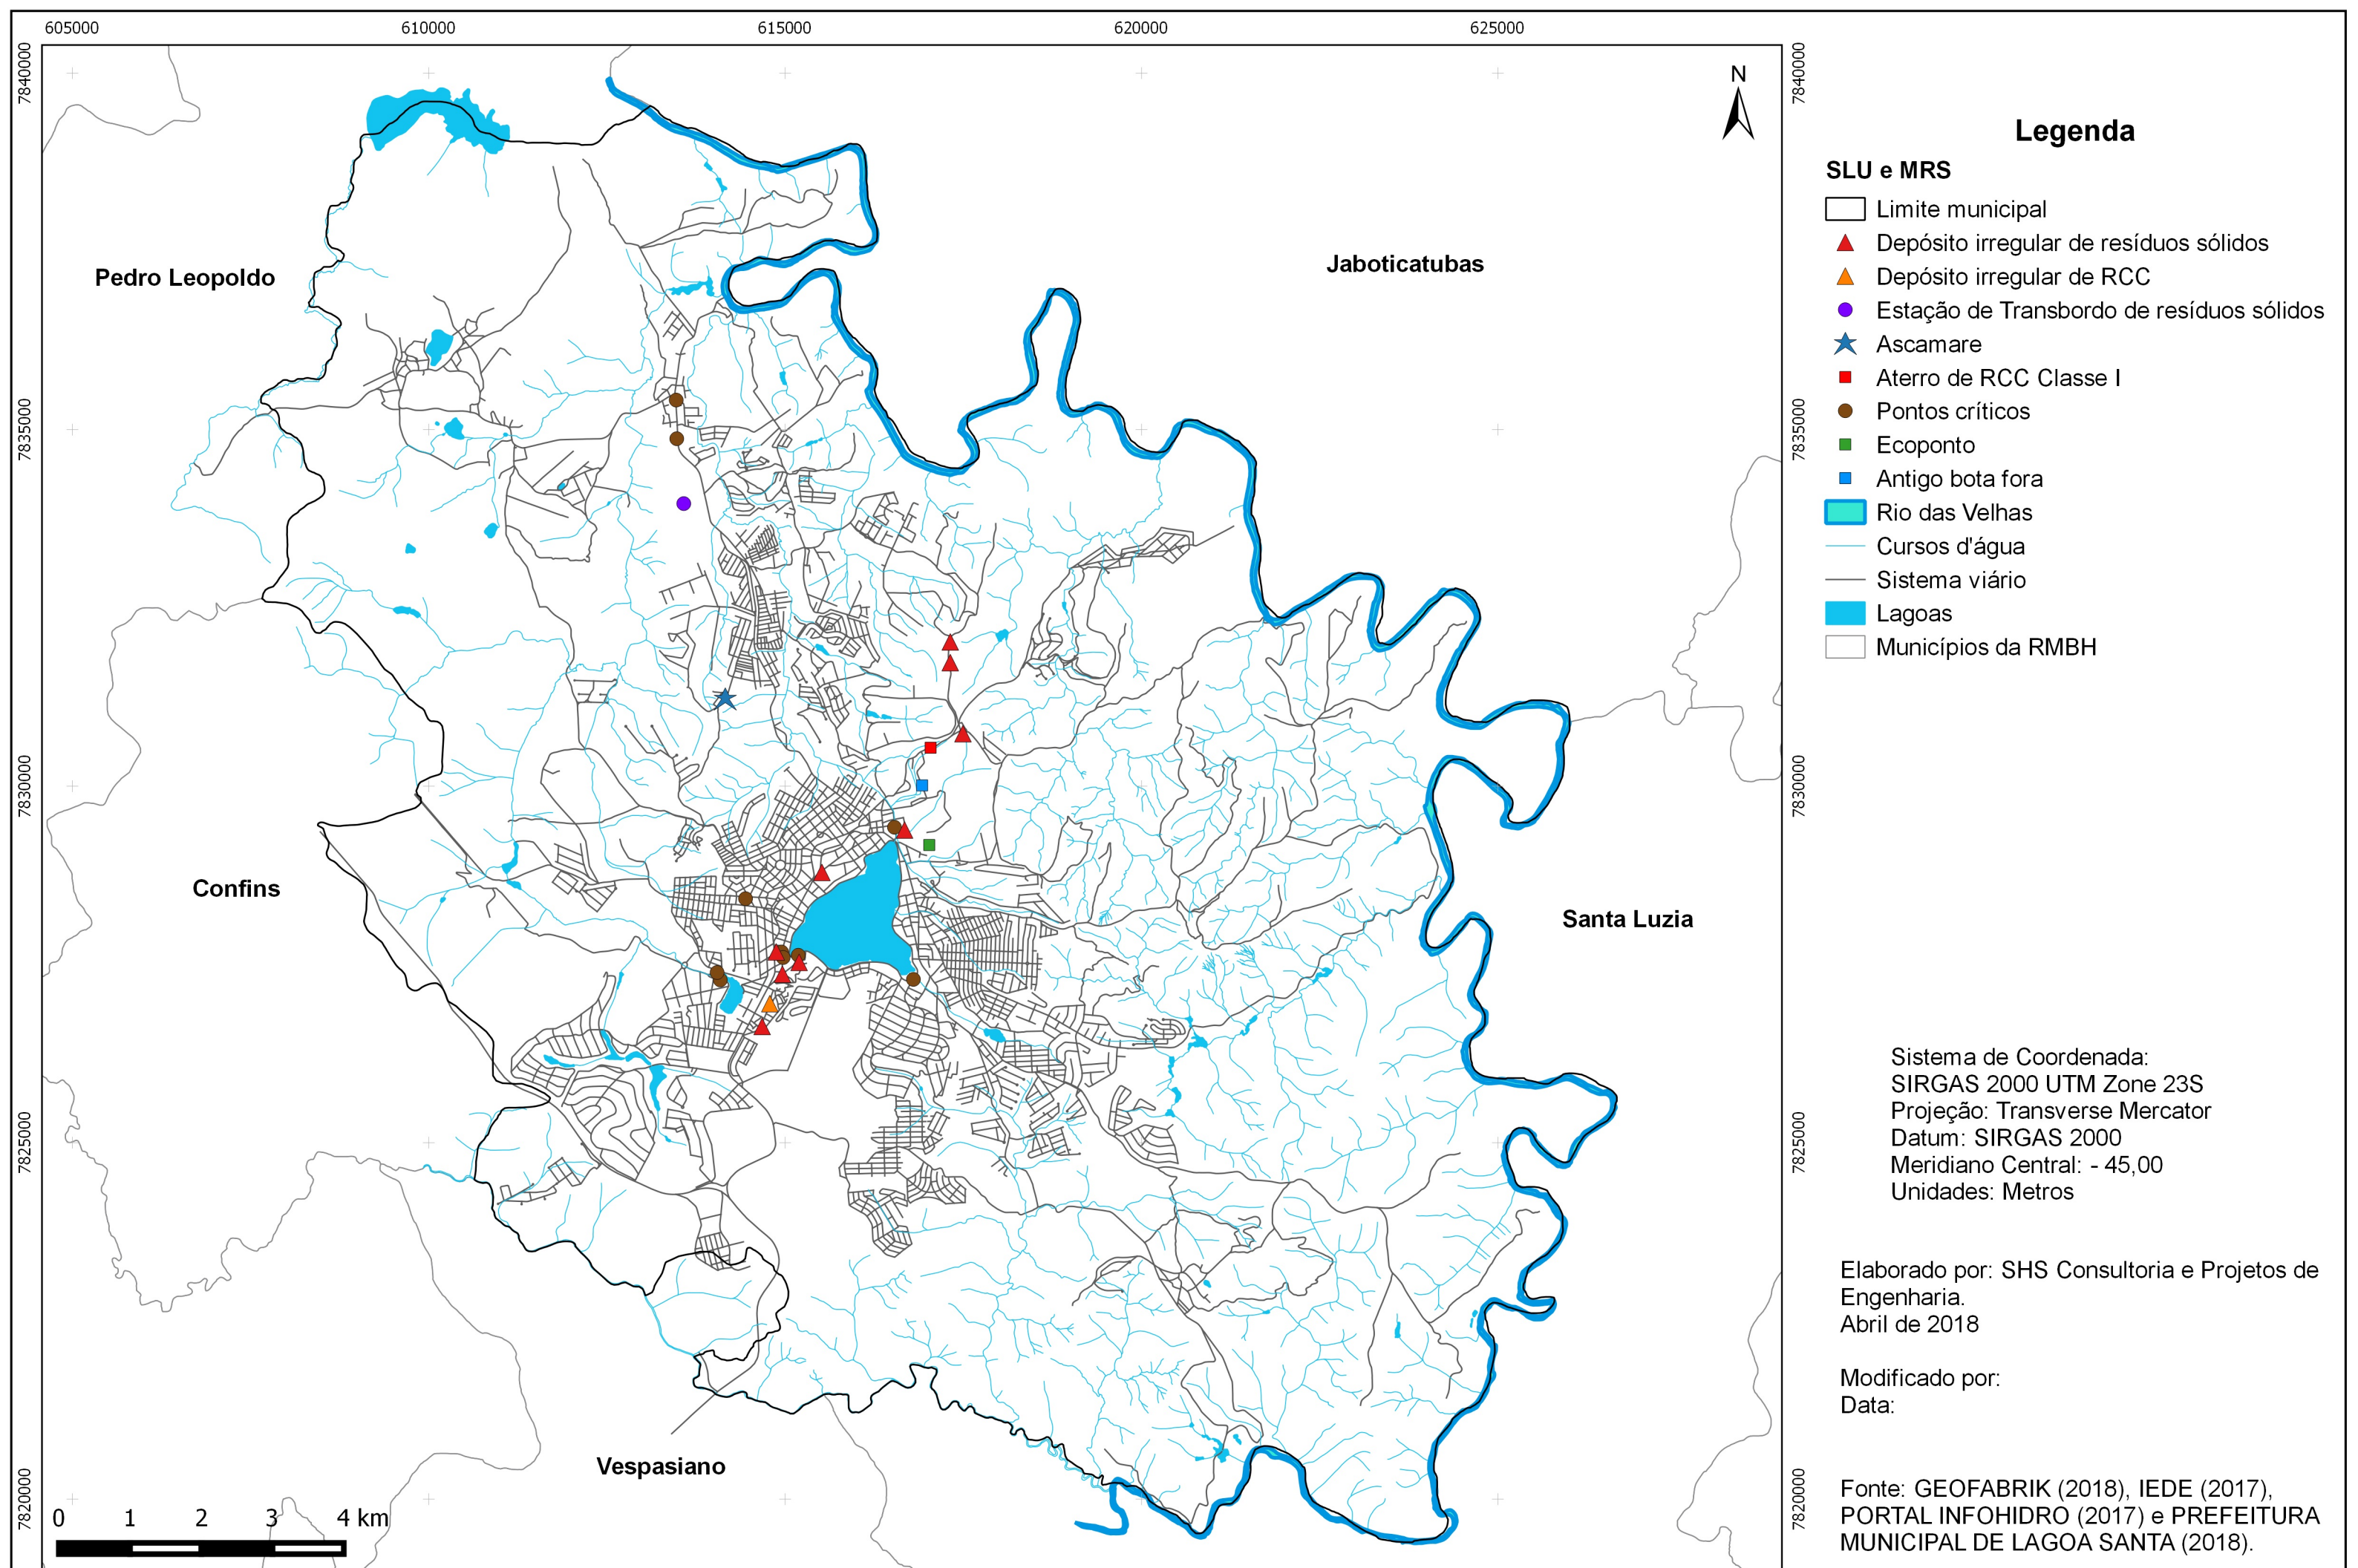 605000
610000
615000
620000
625000
7840000
7840000
N
Legenda
SLU e MRS
Limite municipal
Depósito irregular de resíduos sólidos
Depósito irregular de RCC
Estação de Transbordo de resíduos sólidos
Ascamare
Aterro de RCC Classe I
Pontos críticos
Ecoponto
Antigo bota fora
Rio das Velhas
Cursos d'água
Sistema viário
Lagoas
Municípios da RMBH
Pedro Leopoldo
Jaboticatubas
7835000
7835000
7830000
7830000
Confins
Santa Luzia
7825000
7825000
Sistema de Coordenada:
SIRGAS 2000 UTM Zone 23S
Projeção: Transverse Mercator
Datum: SIRGAS 2000
Meridiano Central: - 45,00
Unidades: Metros
Elaborado por: SHS Consultoria e Projetos de
Engenharia.
Abril de 2018
Modificado por:
Data:
Vespasiano
7820000
7820000
0 1 2 3 4 km
Fonte: GEOFABRIK (2018), IEDE (2017),
PORTAL INFOHIDRO (2017) e PREFEITURA
MUNICIPAL DE LAGOA SANTA (2018).